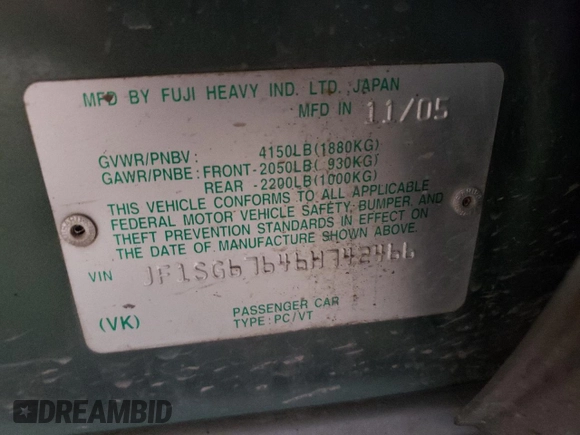 MFD BY FUJI HEAVY IND. LTD. JAPAN
MFD IN 11/05
GVWR/PNBV: 4150LB(1880KG)
GAWR/PNBE: FRONT-2050LB( 930KG)
REAR -2200LB(1000KG)
THIS VEHICLE CONFORMS TO ALL APPLICABLE
FEDERAL MOTOR VEHICLE SAFETY, BUMPER, AND
THEFT PREVENTION STANDARDS IN EFFECT ON
THE DATE OF MANUFACTURE SHOWN ABOVE.
VIN JF1SG67646H742466
PASSENGER CAR
(VK) TYPE: PC/VT
DREAMBID